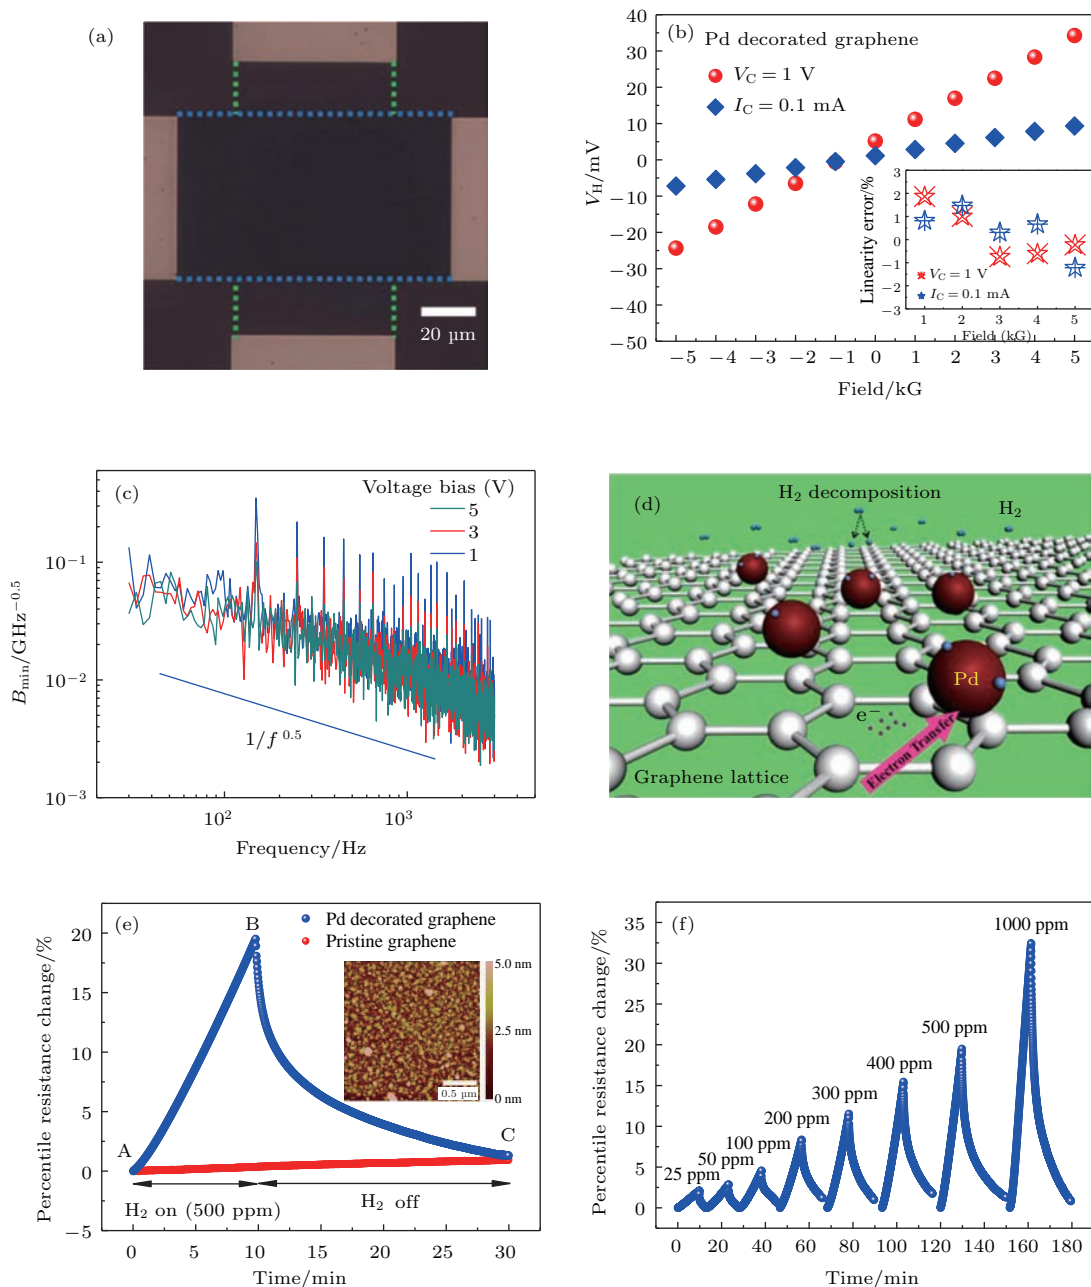 (a)
20 µm
(b)
Pd decorated graphene
V_C = 1 V
I_C = 0.1 mA
V_H/mV
40
30
20
10
0
−10
−20
−30
−40
−50
−5 −4 −3 −2 −1 0 1 2 3 4 5
Field/kG
Linearity error/%
3
2
1
0
−1
−2
−3
V_C = 1 V
I_C = 0.1 mA
1 2 3 4 5
Field (kG)
(c)
Voltage bias (V)
5
3
1
B_min/GHz^−0.5
10^−1
10^−2
10^−3
1/f^0.5
10^2 10^3
Frequency/Hz
(d)
H2 decomposition
H2
Pd
e−
Electron Transfer
Graphene lattice
(e)
Pd decorated graphene
Pristine graphene
Percentile resistance change/%
20
15
10
5
0
−5
A
B
C
5.0 nm
2.5 nm
0 nm
0.5 µm
H2 on (500 ppm)
H2 off
0 5 10 15 20 25 30
Time/min
(f)
Percentile resistance change/%
35
30
25
20
15
10
5
0
25 ppm
50 ppm
100 ppm
200 ppm
300 ppm
400 ppm
500 ppm
1000 ppm
0 20 40 60 80 100 120 140 160 180
Time/min